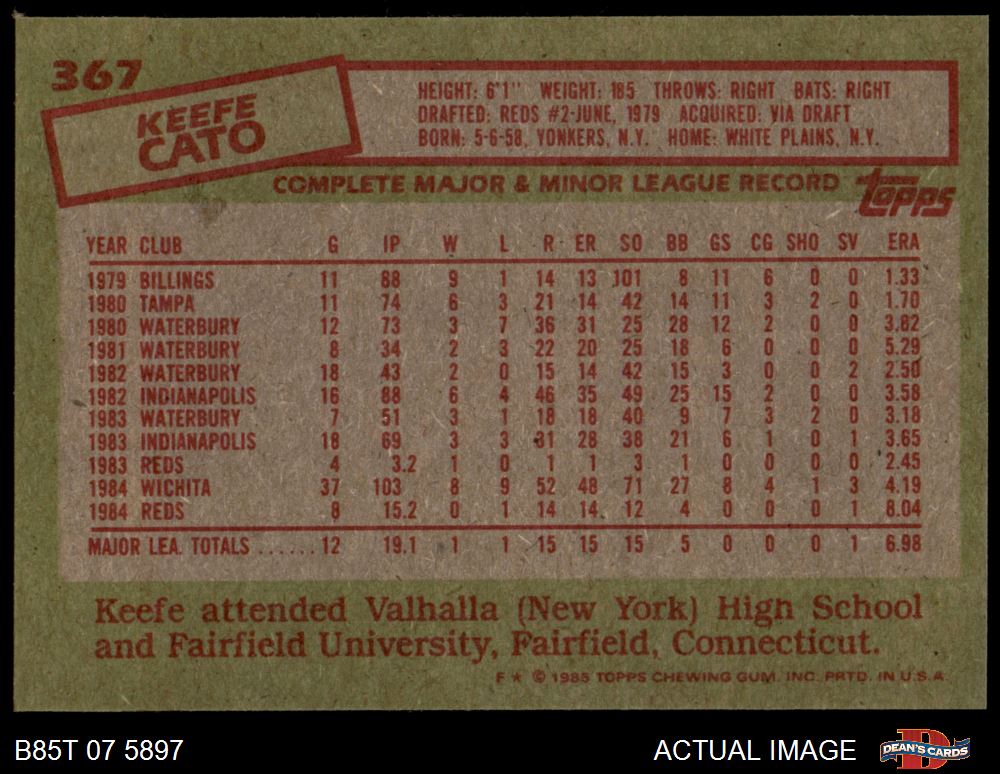 367
KEEFE
CATO
HEIGHT: 6'1" WEIGHT: 185 THROWS: RIGHT BATS: RIGHT
DRAFTED: REDS #2-JUNE, 1979 ACQUIRED: VIA DRAFT
BORN: 5-6-58, YONKERS, N.Y. HOME: WHITE PLAINS, N.Y.
COMPLETE MAJOR & MINOR LEAGUE RECORD topps
YEAR CLUB G IP W L R ER SO BB GS CG SHO SV ERA
1979 BILLINGS 11 88 9 1 14 13 101 8 11 6 0 0 1.33
1980 TAMPA 11 74 6 3 21 14 42 14 11 3 2 0 1.70
1980 WATERBURY 12 73 3 7 36 31 25 28 12 2 0 0 3.82
1981 WATERBURY 8 34 2 3 22 20 25 18 6 0 0 0 5.29
1982 WATERBURY 18 43 2 0 15 14 42 15 3 0 0 2 2.50
1982 INDIANAPOLIS 16 88 6 4 46 35 49 25 15 2 0 0 3.58
1983 WATERBURY 7 51 3 1 18 18 40 9 7 3 2 0 3.18
1983 INDIANAPOLIS 18 69 3 3 31 28 38 21 6 1 0 1 3.65
1983 REDS 4 3.2 1 0 1 1 3 1 0 0 0 0 2.45
1984 WICHITA 37 103 8 9 52 48 71 27 8 4 1 3 4.19
1984 REDS 8 15.2 0 1 14 14 12 4 0 0 0 1 8.04
MAJOR LEA. TOTALS ......12 19.1 1 1 15 15 15 5 0 0 0 1 6.98
Keefe attended Valhalla (New York) High School
and Fairfield University, Fairfield, Connecticut.
F ★ © 1985 TOPPS CHEWING GUM, INC. PRTD. IN U.S.A.
B85T 07 5897 ACTUAL IMAGE DEAN'S CARDS